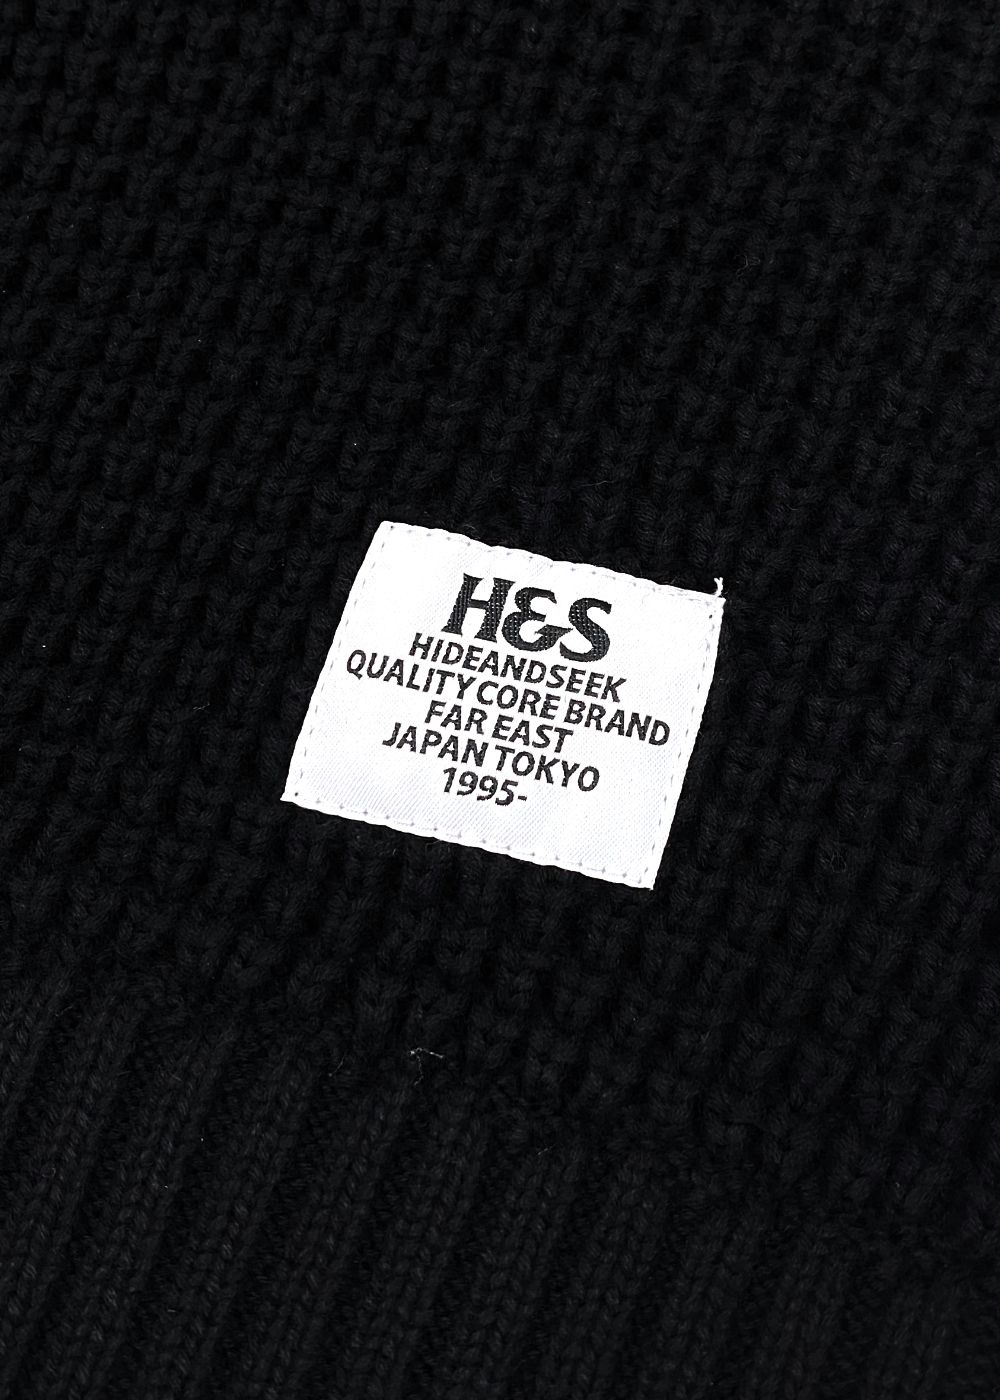 H&S
HIDEANDSEEK
QUALITY CORE BRAND
FAR EAST
JAPAN TOKYO
1995-